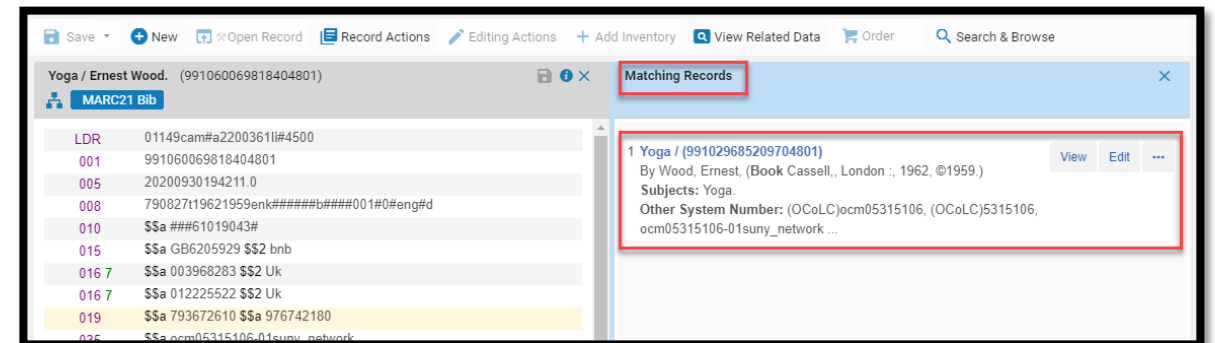 Save New Open Record Record Actions Editing Actions Add Inventory View Related Data Order Search & Browse
Yoga / Ernest Wood. (991060069818404801)
MARC21 Bib
LDR 01149cam#a2200361Ii#4500
001 991060069818404801
005 20200930194211.0
008 790827t19621959enk######b####001#0#eng#d
010 $$a ###61019043#
015 $$a GB6205929 $$2 bnb
016 7 $$a 003968283 $$2 Uk
016 7 $$a 012225522 $$2 Uk
019 $$a 793672610 $$a 976742180
035 $$a ocm05315106-01suny_network
Matching Records
1 Yoga / (991029685209704801)
By Wood, Ernest, (Book Cassell,, London :, 1962, ©1959.)
Subjects: Yoga.
Other System Number: (OCoLC)ocm05315106, (OCoLC)5315106,
ocm05315106-01suny_network ...
View Edit ...